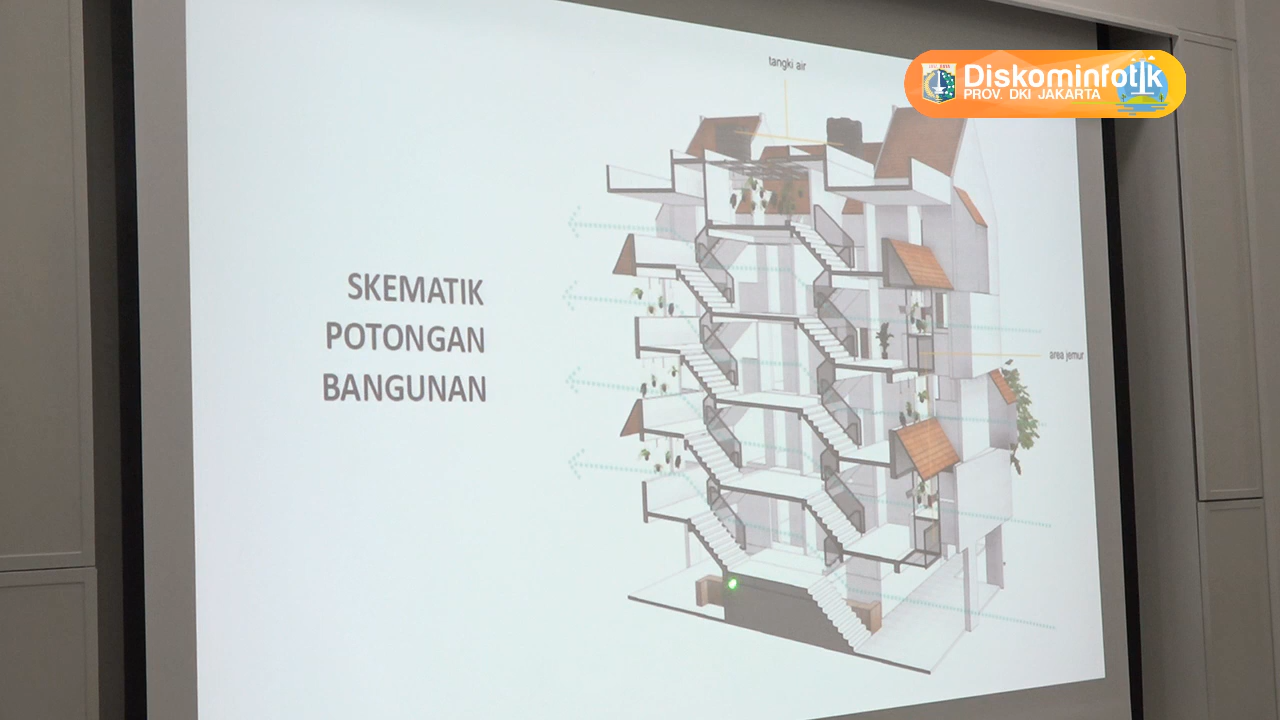 tangki air
Diskominfotik
PROV. DKI JAKARTA
SKEMATIK
POTONGAN
BANGUNAN
area jemur